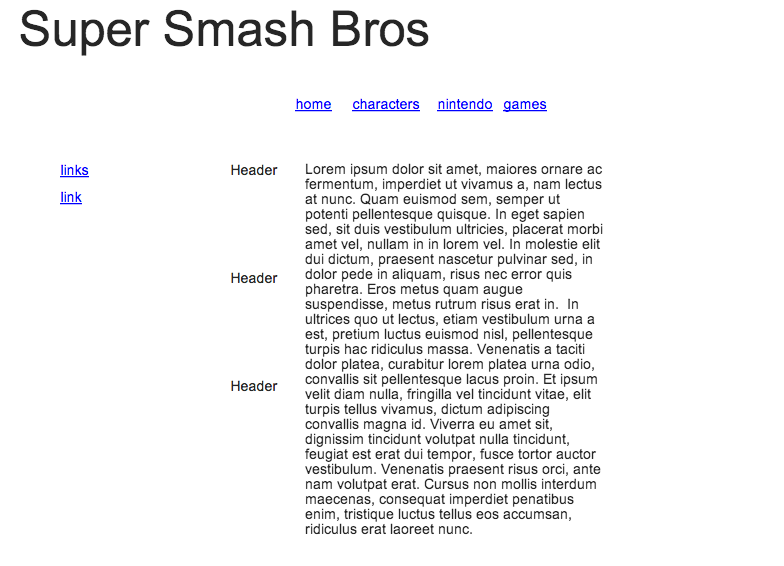 Super Smash Bros
home characters nintendo games
links
link
Header
Header
Header
Lorem ipsum dolor sit amet, maiores ornare ac
fermentum, imperdiet ut vivamus a, nam lectus
at nunc. Quam euismod sem, semper ut
potenti pellentesque quisque. In eget sapien
sed, sit duis vestibulum ultricies, placerat morbi
amet vel, nullam in in lorem vel. In molestie elit
dui dictum, praesent nascetur pulvinar sed, in
dolor pede in aliquam, risus nec error quis
pharetra. Eros metus quam augue
suspendisse, metus rutrum risus erat in.  In
ultrices quo ut lectus, etiam vestibulum urna a
est, pretium luctus euismod nisl, pellentesque
turpis hac ridiculus massa. Venenatis a taciti
dolor platea, curabitur lorem platea urna odio,
convallis sit pellentesque lacus proin. Et ipsum
velit diam nulla, fringilla vel tincidunt vitae, elit
turpis tellus vivamus, dictum adipiscing
convallis magna id. Viverra eu amet sit,
dignissim tincidunt volutpat nulla tincidunt,
feugiat est erat dui tempor, fusce tortor auctor
vestibulum. Venenatis praesent risus orci, ante
nam volutpat erat. Cursus non mollis interdum
maecenas, consequat imperdiet penatibus
enim, tristique luctus tellus eos accumsan,
ridiculus erat laoreet nunc.